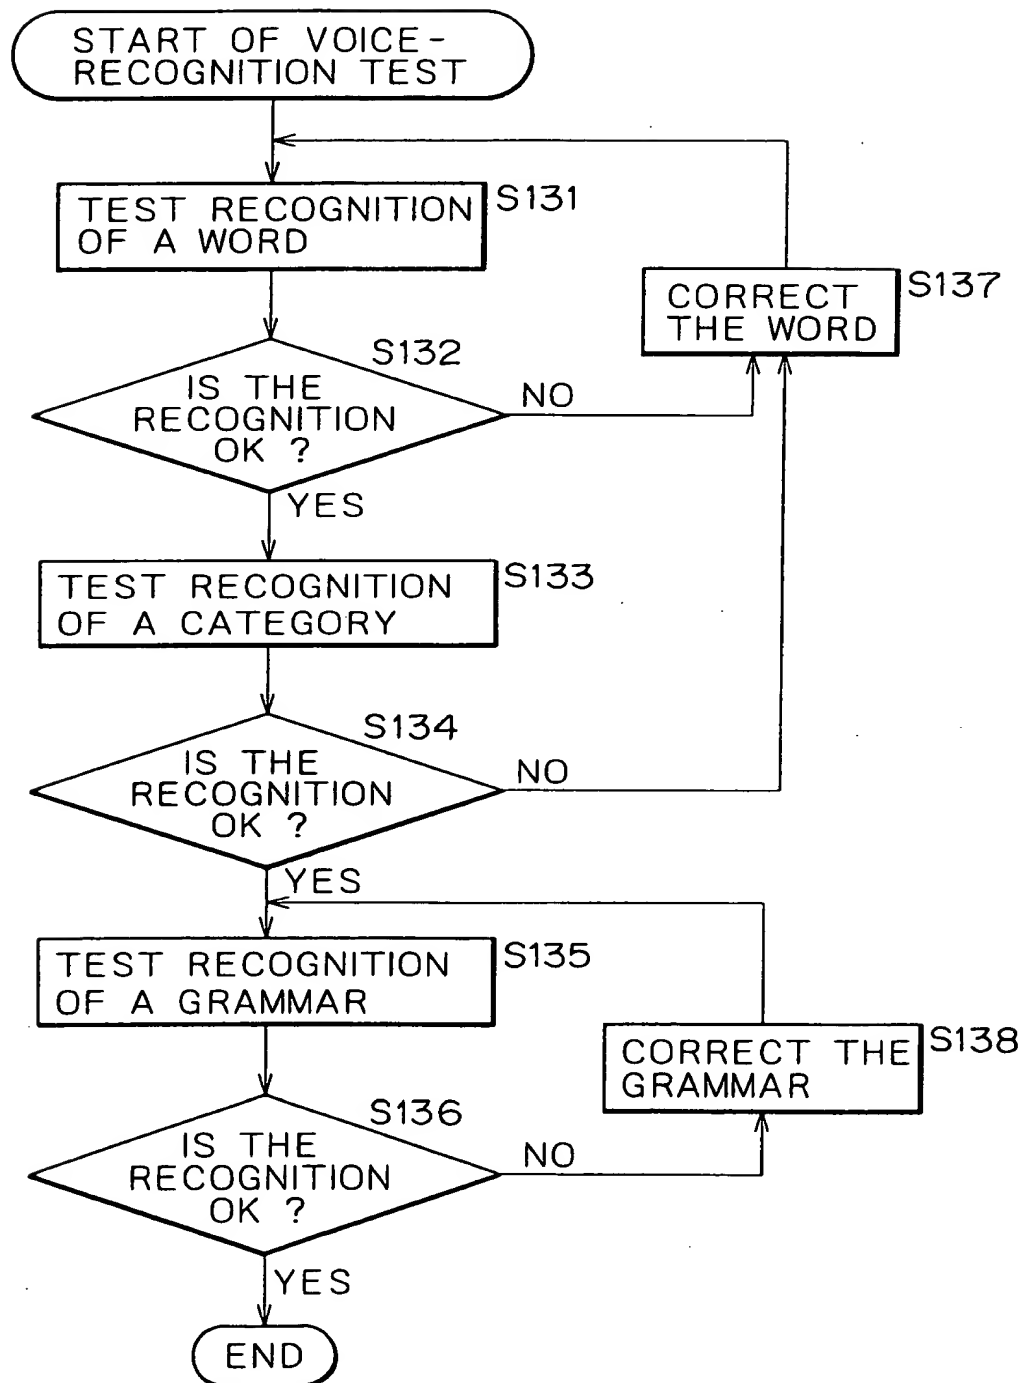 START OF VOICE-
RECOGNITION TEST
TEST RECOGNITION
OF A WORD
S131
CORRECT
THE WORD
S137
S132
IS THE
RECOGNITION
OK ?
NO
YES
TEST RECOGNITION
OF A CATEGORY
S133
S134
IS THE
RECOGNITION
OK ?
NO
YES
TEST RECOGNITION
OF A GRAMMAR
S135
CORRECT THE
GRAMMAR
S138
S136
IS THE
RECOGNITION
OK ?
NO
YES
END